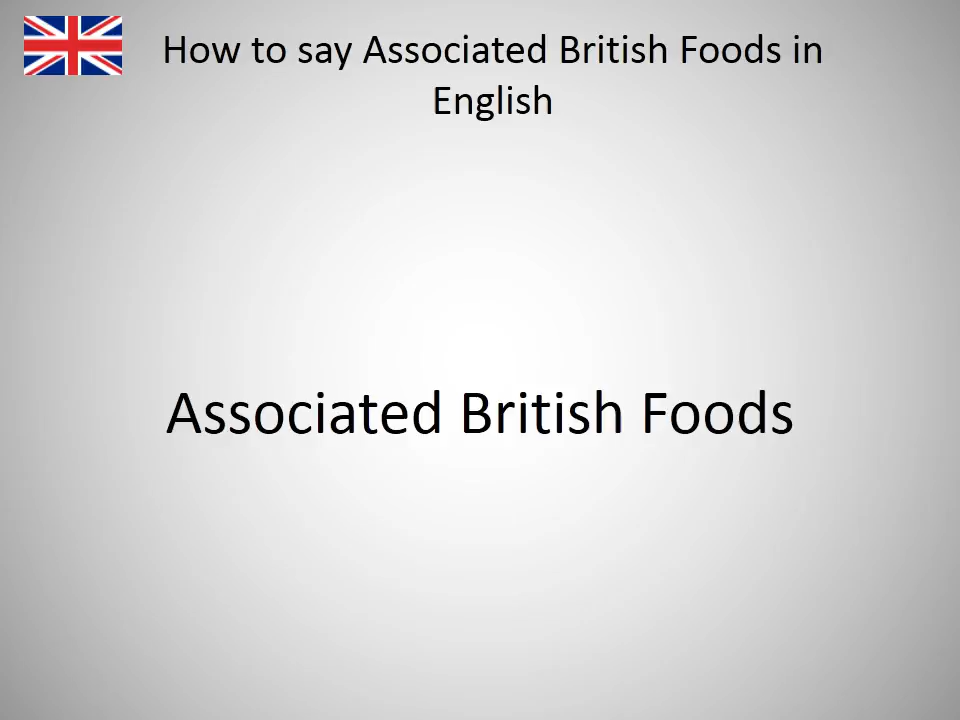 How to say Associated British Foods in
English
Associated British Foods